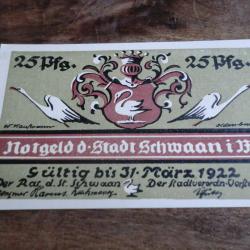 25 Pfg. 25 Pfg.
Notgeld d. Stadt Schwaan i.
Gültig bis 31. März 1922
Der Rat d. St. Schwaan Der Stadtverordn.-Vorst